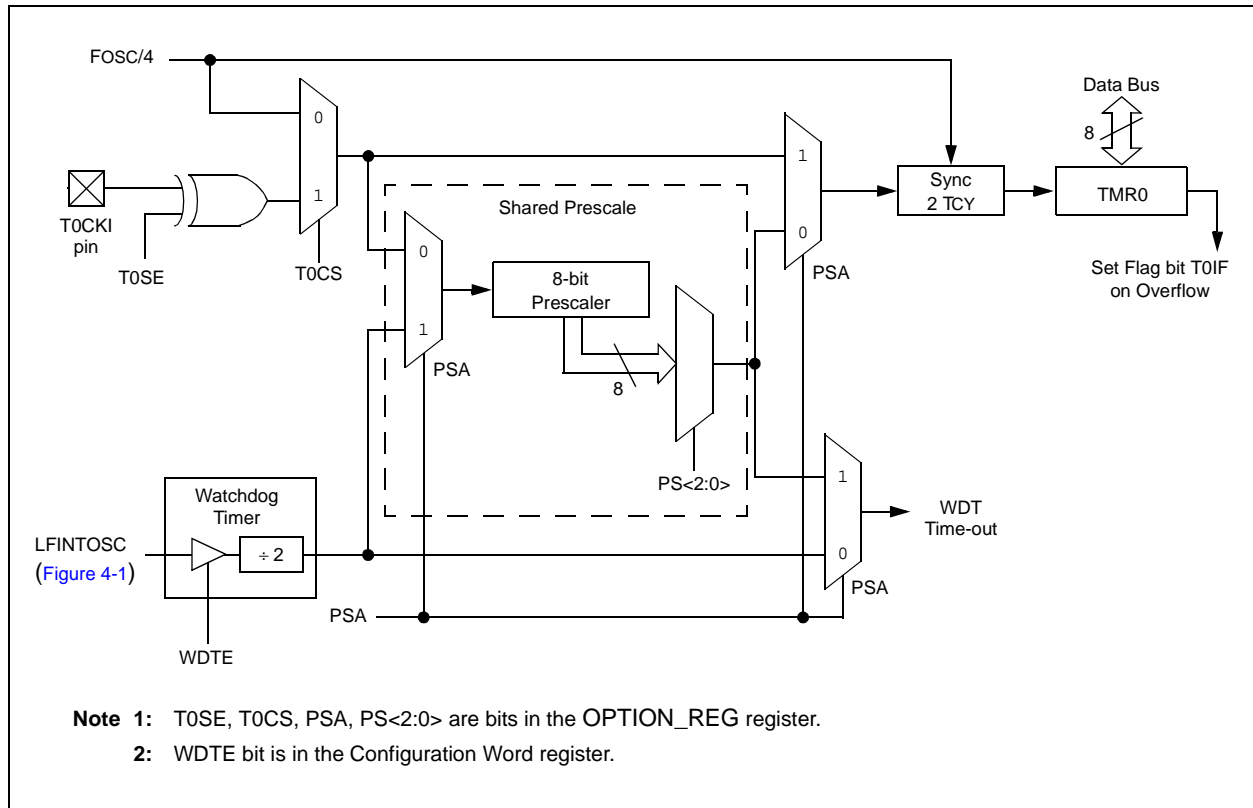 FOSC/4
Data Bus
8
0
1
T0CKI
pin
T0SE
T0CS
Shared Prescale
0
1
PSA
8-bit
Prescaler
8
PS<2:0>
1
0
PSA
Sync
2 TCY
TMR0
Set Flag bit T0IF
on Overflow
Watchdog
Timer
LFINTOSC
(Figure 4-1)
÷ 2
WDTE
PSA
1
0
PSA
WDT
Time-out
Note 1: T0SE, T0CS, PSA, PS<2:0> are bits in the OPTION_REG register.
2: WDTE bit is in the Configuration Word register.